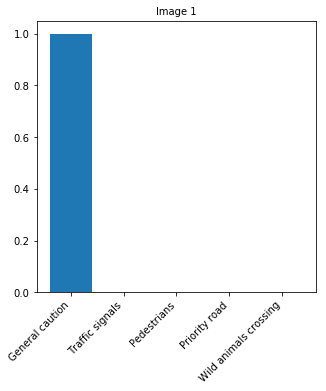 Image 1
1.0
0.8
0.6
0.4
0.2
0.0
General caution
Traffic signals
Pedestrians
Priority road
Wild animals crossing